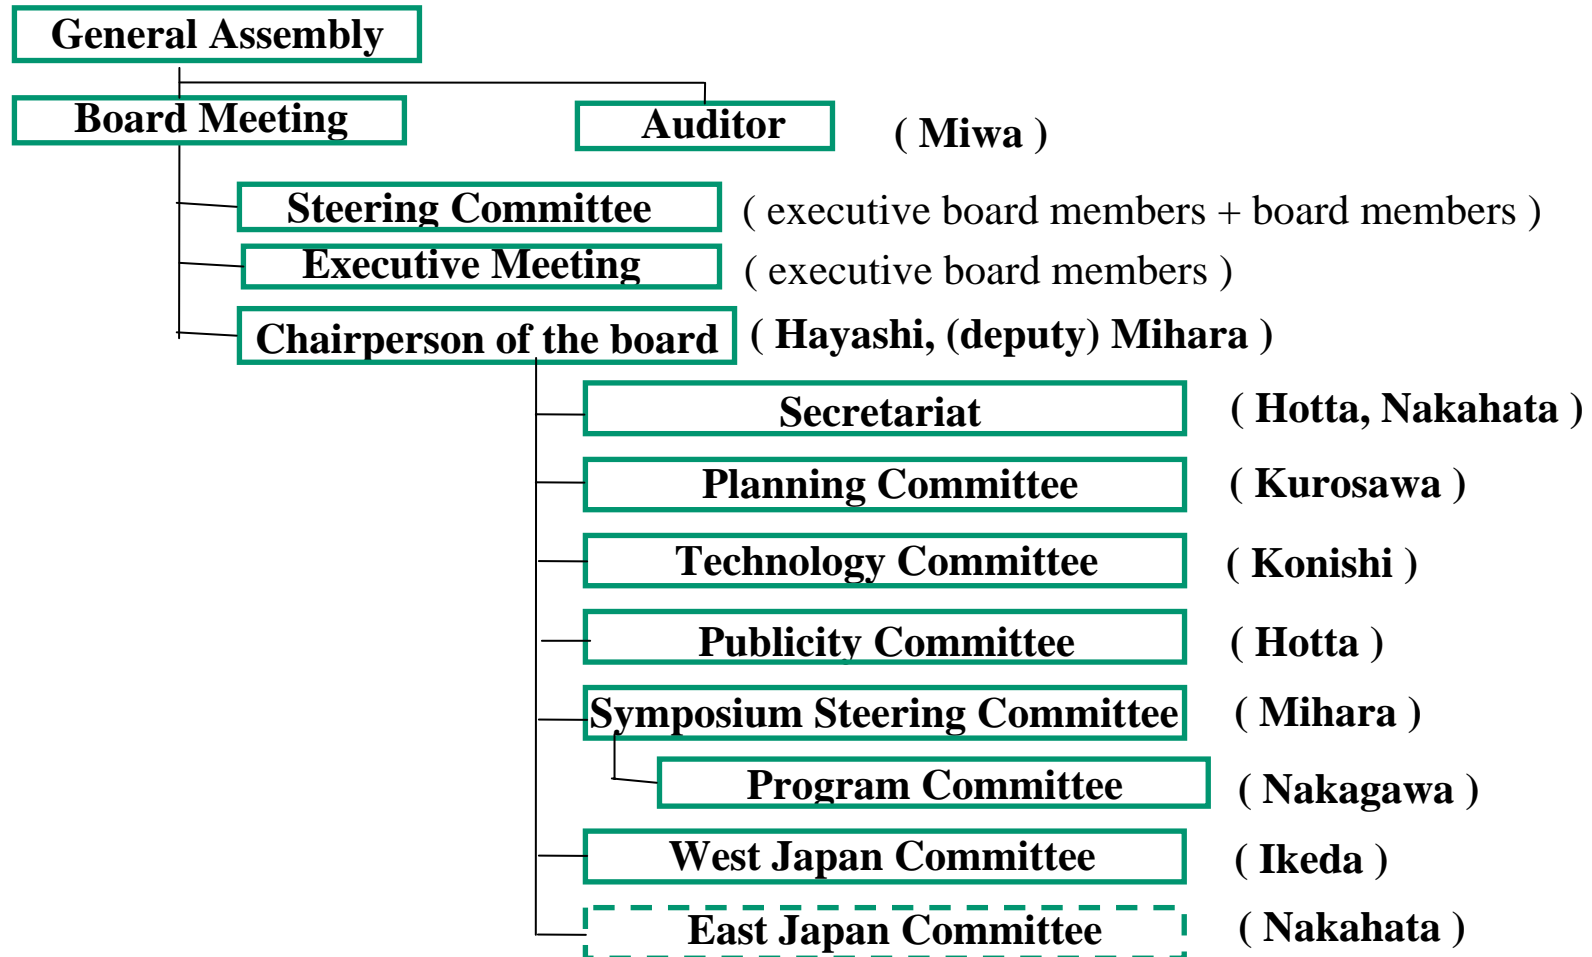 General Assembly
Board Meeting
Auditor ( Miwa )
Steering Committee ( executive board members + board members )
Executive Meeting ( executive board members )
Chairperson of the board ( Hayashi, (deputy) Mihara )
Secretariat ( Hotta, Nakahata )
Planning Committee ( Kurosawa )
Technology Committee ( Konishi )
Publicity Committee ( Hotta )
Symposium Steering Committee ( Mihara )
Program Committee ( Nakagawa )
West Japan Committee ( Ikeda )
East Japan Committee ( Nakahata )